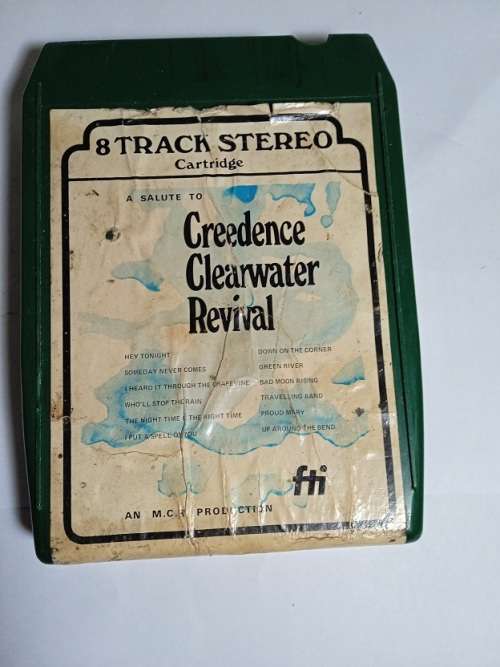 8 TRACK STEREO
Cartridge
A SALUTE TO
Creedence
Clearwater
Revival
HEY TONIGHT
SOMEDAY NEVER COMES
I HEARD IT THROUGH THE GRAPEVINE
WHO'LL STOP THE RAIN
THE NIGHT TIME IS THE RIGHT TIME
I PUT A SPELL ON YOU
DOWN ON THE CORNER
GREEN RIVER
BAD MOON RISING
TRAVELLING BAND
PROUD MARY
UP AROUND THE BEND
fti
AN M.C.R PRODUCTION